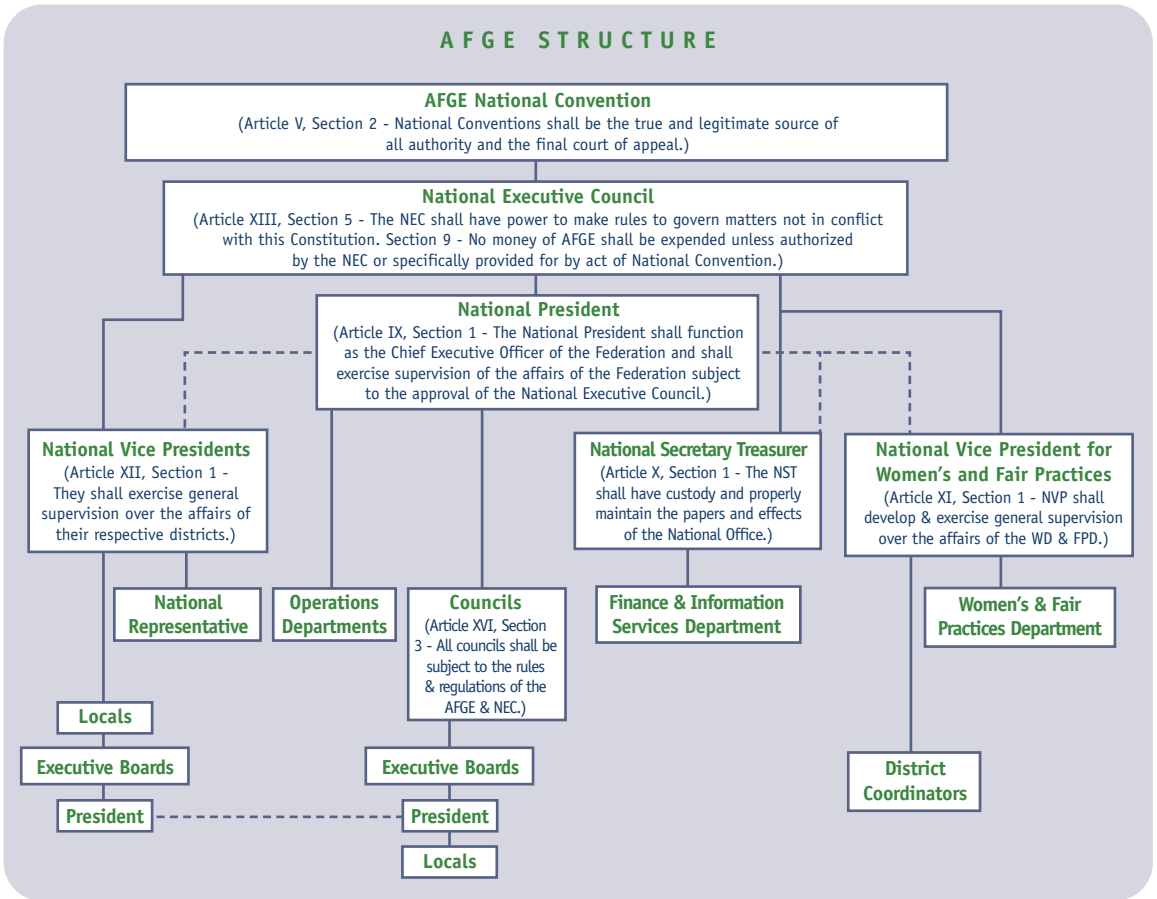 AFGE STRUCTURE
AFGE National Convention
(Article V, Section 2 - National Conventions shall be the true and legitimate source of
all authority and the final court of appeal.)
National Executive Council
(Article XIII, Section 5 - The NEC shall have power to make rules to govern matters not in conflict
with this Constitution. Section 9 - No money of AFGE shall be expended unless authorized
by the NEC or specifically provided for by act of National Convention.)
National President
(Article IX, Section 1 - The National President shall function
as the Chief Executive Officer of the Federation and shall
exercise supervision of the affairs of the Federation subject
to the approval of the National Executive Council.)
National Vice Presidents
(Article XII, Section 1 -
They shall exercise general
supervision over the affairs of
their respective districts.)
National Secretary Treasurer
(Article X, Section 1 - The NST
shall have custody and properly
maintain the papers and effects
of the National Office.)
National Vice President for
Women's and Fair Practices
(Article XI, Section 1 - NVP shall
develop & exercise general supervision
over the affairs of the WD & FPD.)
National
Representative
Operations
Departments
Councils
(Article XVI, Section
3 - All councils shall be
subject to the rules
& regulations of the
AFGE & NEC.)
Finance & Information
Services Department
Women's & Fair
Practices Department
Locals
Executive Boards
President
Executive Boards
President
Locals
District
Coordinators